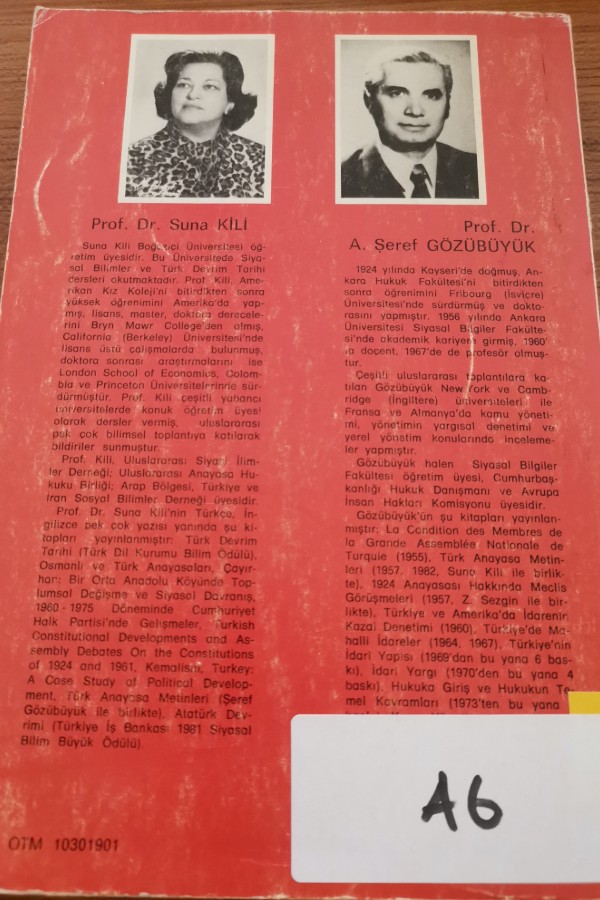 Prof. Dr. Suna KİLİ
Suna Kili Boğaziçi Üniversitesi öğ-
retim üyesidir. Bu Üniversitede Siya-
sal Bilimler ve Türk Devrim Tarihi
dersleri okutmaktadır. Prof. Kili, Ame-
rikan Kız Koleji'ni bitirdikten sonra
yüksek öğrenimini Amerika'da yap-
mış, lisans, master, doktora derecele-
rini Bryn Mawr College'den almış,
California (Berkeley) Üniversitesi'nde
lisans üstü çalışmalarda bulunmuş,
doktora sonrası araştırmalarını ise
London School of Economics, Colom-
bia ve Princeton Üniversitelerinde sür-
dürmüştür. Prof. Kili çeşitli yabancı
üniversitelerde konuk öğretim üyesi
olarak dersler vermiş, uluslararası
pek çok bilimsel toplantıya katılarak
bildiriler sunmuştur.
Prof. Kili, Uluslararası Siyasi İlim-
ler Derneği; Uluslararası Anayasa Hu-
kuku Birliği; Arap Bölgesi, Türkiye ve
İran Sosyal Bilimler Derneği üyesidir.
Prof. Dr. Suna Kili'nin Türkçe, İn-
gilizce pek çok yazısı yanında şu ki-
tapları yayınlanmıştır: Türk Devrim
Tarihi (Türk Dil Kurumu Bilim Ödülü),
Osmanlı ve Türk Anayasaları, Çayır-
han: Bir Orta Anadolu Köyünde Top-
lumsal Değişme ve Siyasal Davranış,
1960 - 1975 Döneminde Cumhuriyet
Halk Partisi'nde Gelişmeler, Turkish
Constitutional Developments and As-
sembly Debates On the Constitutions
of 1924 and 1961, Kemalism, Turkey:
A Case Study of Political Develop-
ment, Türk Anayasa Metinleri (Şeref
Gözübüyük ile birlikte), Atatürk Dev-
rimi (Türkiye İş Bankası 1981 Siyasal
Bilim Büyük Ödülü).
OTM 10301901
Prof. Dr.
A. Şeref GÖZÜBÜYÜK
1924 yılında Kayseri'de doğmuş, An-
kara Hukuk Fakültesi'ni bitirdikten
sonra öğrenimini Fribourg (İsviçre)
Üniversitesi'nde sürdürmüş ve dokto-
rasını yapmıştır. 1956 yılında Ankara
Üniversitesi Siyasal Bilgiler Fakülte-
si'nde akademik kariyere girmiş, 1960'
ta doçent, 1967'de de profesör olmuş-
tur.
Çeşitli uluslararası toplantılara ka-
tılan Gözübüyük New York ve Camb-
ridge (İngiltere) üniversiteleri ile
Fransa ve Almanya'da kamu yöneti-
mi, yönetimin yargısal denetimi ve
yerel yönetim konularında inceleme-
ler yapmıştır.
Gözübüyük halen Siyasal Bilgiler
Fakültesi öğretim üyesi, Cumhurbaş-
kanlığı Hukuk Danışmanı ve Avrupa
İnsan Hakları Komisyonu üyesidir.
Gözübüyük'ün şu kitapları yayınlan-
mıştır: La Condition des Membres de
la Grande Assemblée Nationale de
Turquie (1955), Türk Anayasa Metin-
leri (1957, 1982, Suna Kili ile birlik-
te), 1924 Anayasası Hakkında Meclis
Görüşmeleri (1957, Z. Sezgin ile bir-
likte), Türkiye ve Amerika'da İdarenin
Kazai Denetimi (1960), Türkiye'de Ma-
halli İdareler (1964, 1967), Türkiye'nin
İdari Yapısı (1969'dan bu yana 6 bas-
kı), İdari Yargı (1970'den bu yana 4
baskı), Hukuka Giriş ve Hukukun Te-
mel Kavramları (1973'ten bu yana
A6